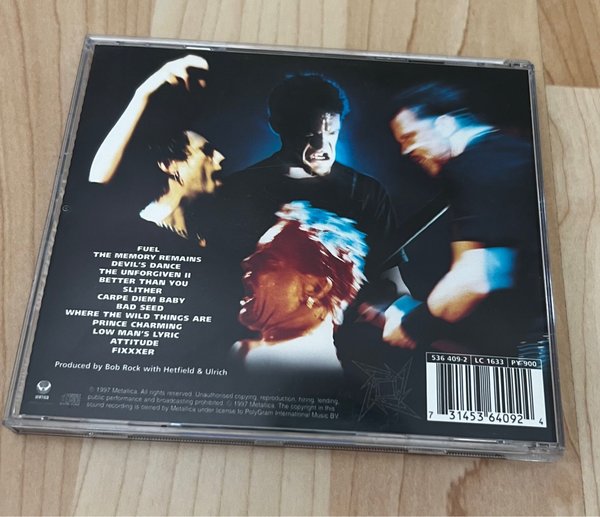 FUEL
THE MEMORY REMAINS
DEVIL'S DANCE
THE UNFORGIVEN II
BETTER THAN YOU
SLITHER
CARPE DIEM BABY
BAD SEED
WHERE THE WILD THINGS ARE
PRINCE CHARMING
LOW MAN'S LYRIC
ATTITUDE
FIXXXER
Produced by Bob Rock with Hetfield & Ulrich
536 409-2 LC 1633 PY 900
VERTIGO
℗ 1997 Metallica. All rights reserved. Unauthorised copying, reproduction, hiring, lending,
public performance and broadcasting prohibited. © 1997 Metallica. The copyright in this
sound recording is owned by Metallica under license to PolyGram International Music BV.
7 31453 64092 4